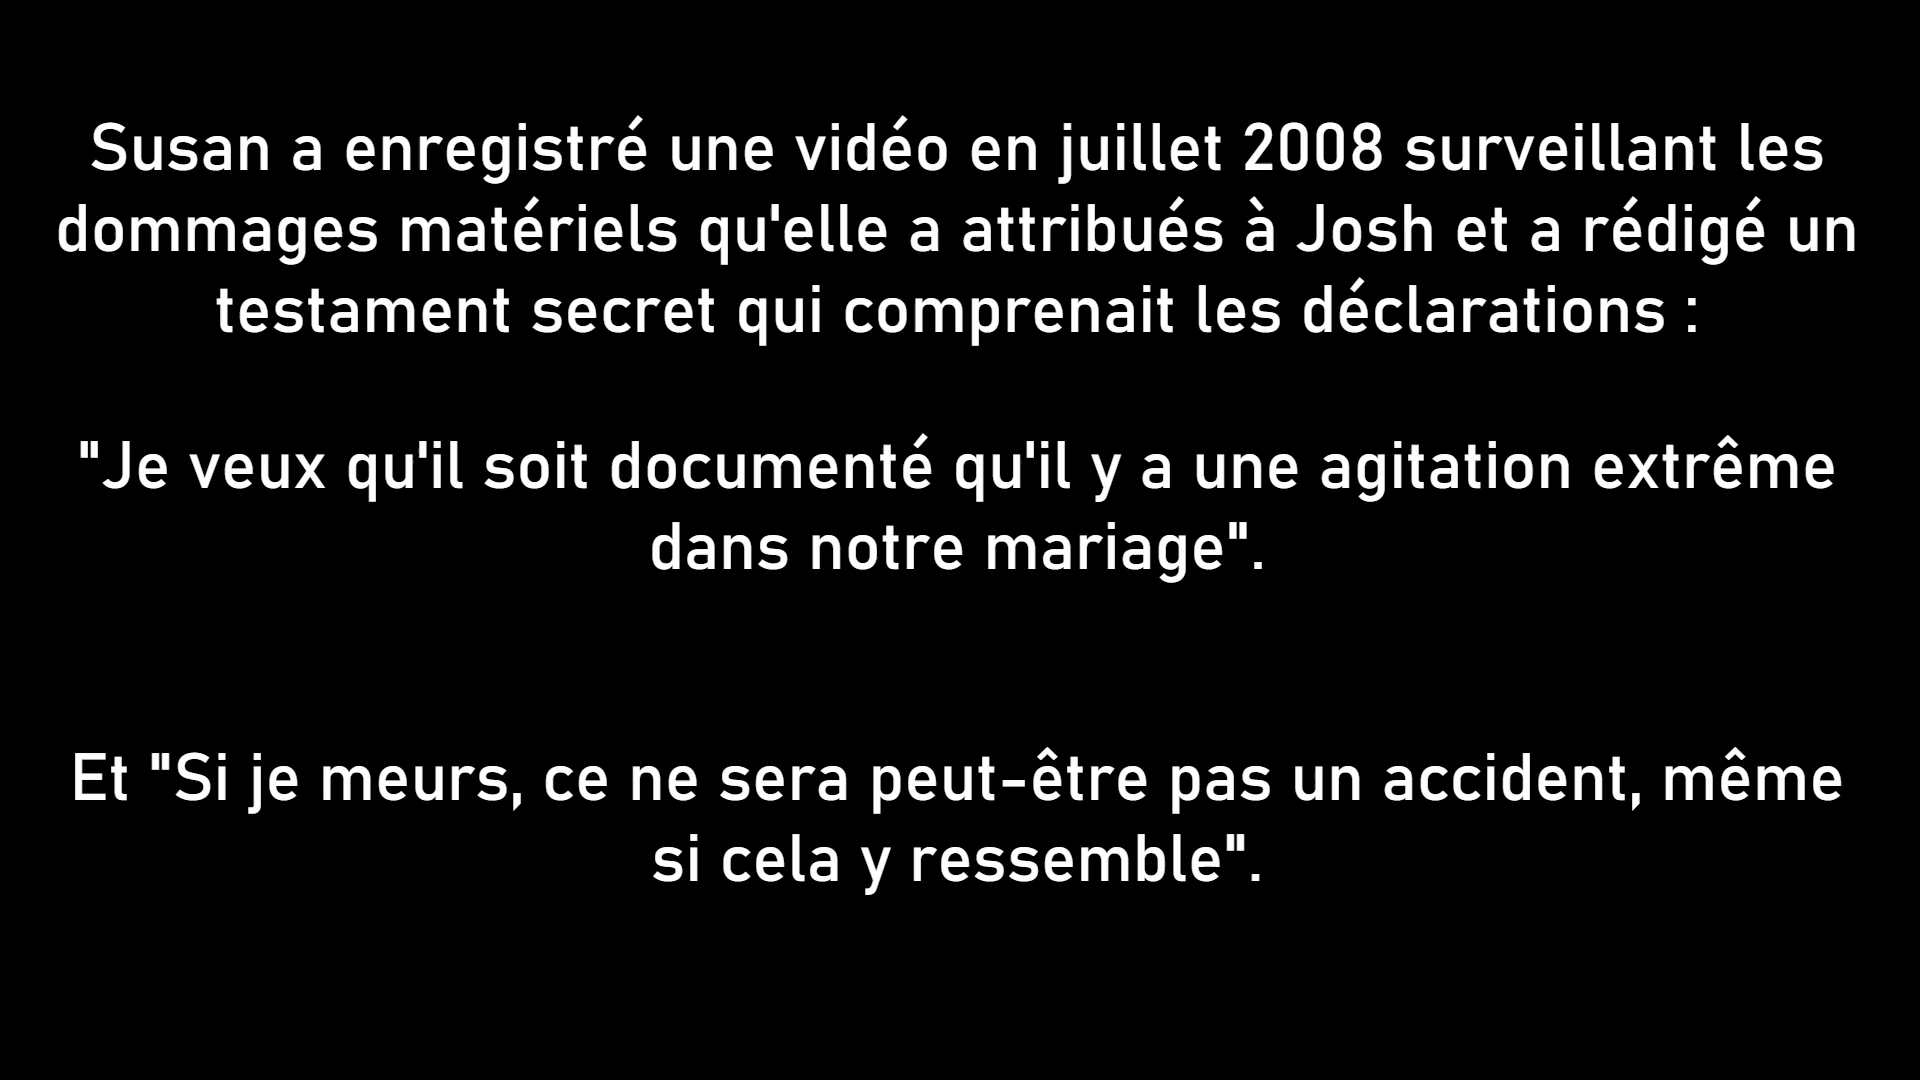 Susan a enregistré une vidéo en juillet 2008 surveillant les
dommages matériels qu'elle a attribués à Josh et a rédigé un
testament secret qui comprenait les déclarations :
"Je veux qu'il soit documenté qu'il y a une agitation extrême
dans notre mariage".
Et "Si je meurs, ce ne sera peut-être pas un accident, même
si cela y ressemble".